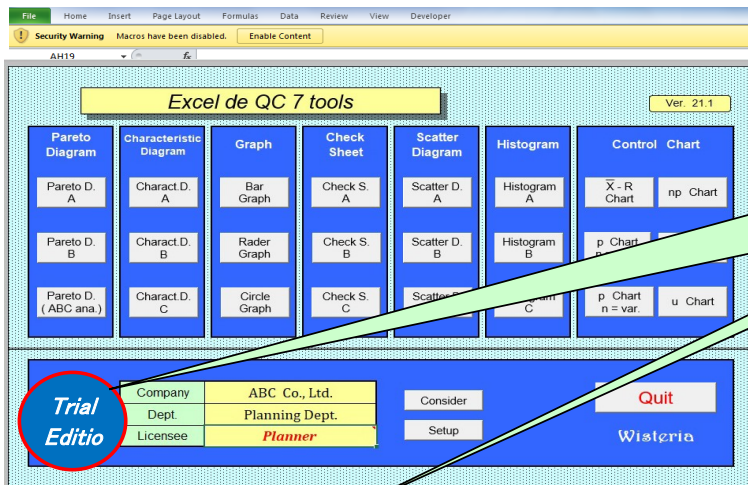 File Home Insert Page Layout Formulas Data Review View Developer
Security Warning Macros have been disabled. Enable Content
AH19 fx
Excel de QC 7 tools
Ver. 21.1
Pareto Diagram
Characteristic Diagram
Graph
Check Sheet
Scatter Diagram
Histogram
Control Chart
Pareto D. A
Charact.D. A
Bar Graph
Check S. A
Scatter D. A
Histogram A
X̅ - R Chart
np Chart
Pareto D. B
Charact.D. B
Rader Graph
Check S. B
Scatter D. B
Histogram B
p Chart
Pareto D. ( ABC ana.)
Charact.D. C
Circle Graph
Check S. C
Scatter
C
p Chart n = var.
u Chart
Trial
Editio
Company ABC Co., Ltd.
Dept. Planning Dept.
Licensee Planner
Consider
Setup
Quit
Wisteria